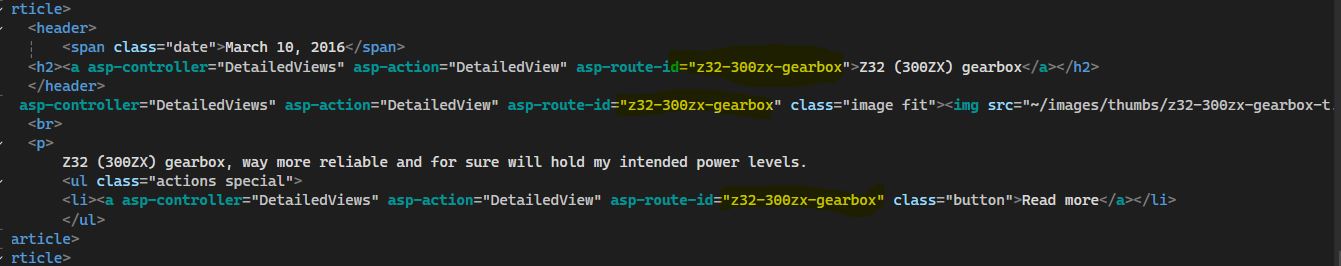 rticle>
<header>
<span class="date">March 10, 2016</span>
<h2><a asp-controller="DetailedViews" asp-action="DetailedView" asp-route-id="z32-300zx-gearbox">Z32 (300ZX) gearbox</a></h2>
</header>
asp-controller="DetailedViews" asp-action="DetailedView" asp-route-id="z32-300zx-gearbox" class="image fit"><img src="~/images/thumbs/z32-300zx-gearbox-t.
<br>
<p>
Z32 (300ZX) gearbox, way more reliable and for sure will hold my intended power levels.
<ul class="actions special">
<li><a asp-controller="DetailedViews" asp-action="DetailedView" asp-route-id="z32-300zx-gearbox" class="button">Read more</a></li>
</ul>
article>
rticle>